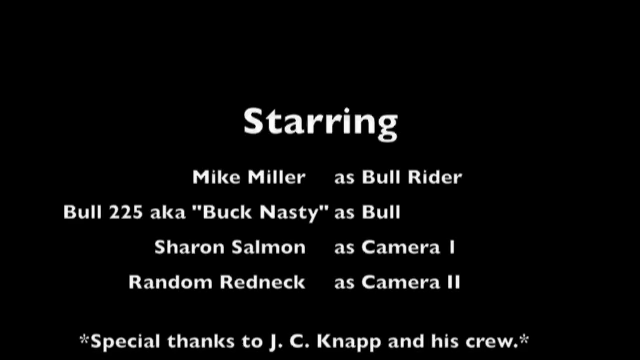 Starring
Mike Miller as Bull Rider
Bull 225 aka "Buck Nasty" as Bull
Sharon Salmon as Camera I
Random Redneck as Camera II
*Special thanks to J. C. Knapp and his crew.*